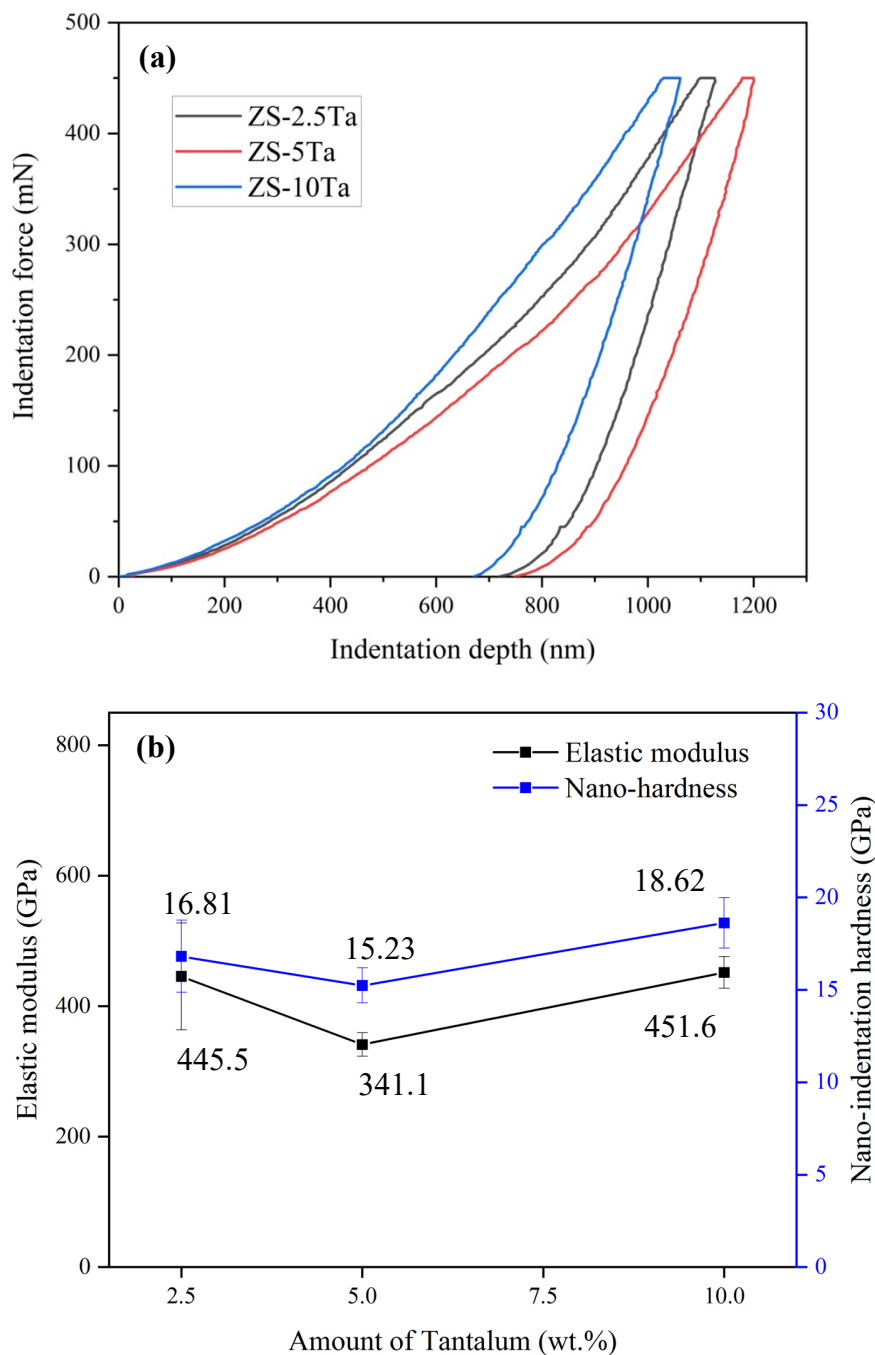 (a)
ZS-2.5Ta
ZS-5Ta
ZS-10Ta
500
400
300
200
100
0
Indentation force (mN)
0 200 400 600 800 1000 1200
Indentation depth (nm)
(b)
Elastic modulus
Nano-hardness
800
600
400
200
0
Elastic modulus (GPa)
30
25
20
15
10
5
0
Nano-indentation hardness (GPa)
16.81
15.23
18.62
445.5
341.1
451.6
2.5 5.0 7.5 10.0
Amount of Tantalum (wt.%)